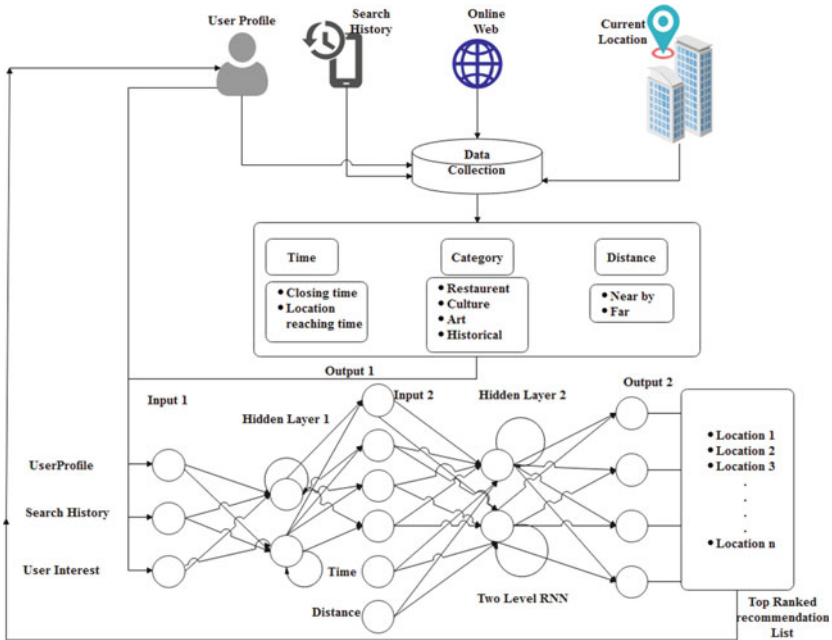 User Profile
Search
History
Online
Web
Current
Location
Data
Collection
Time
Category
Distance
Closing time
Location
reaching time
Restaurent
Culture
Art
Historical
Near by
Far
Output 1
Input 1
Hidden Layer 1
Input 2
Hidden Layer 2
Output 2
UserProfile
Search History
User Interest
Time
Distance
Two Level RNN
Location 1
Location 2
Location 3
.
.
.
.
Location n
Top Ranked
recommendation
List